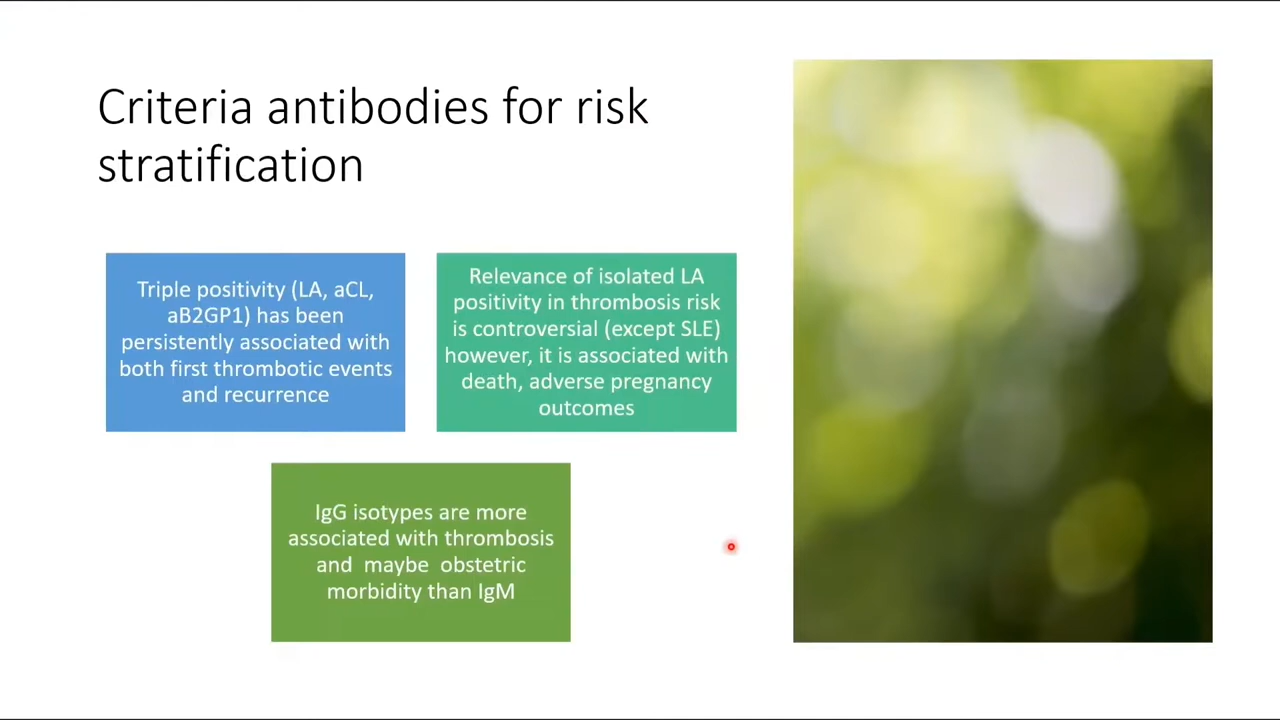 Criteria antibodies for risk
stratification
Triple positivity (LA, aCL,
aB2GP1) has been
persistently associated with
both first thrombotic events
and recurrence
Relevance of isolated LA
positivity in thrombosis risk
is controversial (except SLE)
however, it is associated with
death, adverse pregnancy
outcomes
IgG isotypes are more
associated with thrombosis
and maybe obstetric
morbidity than IgM